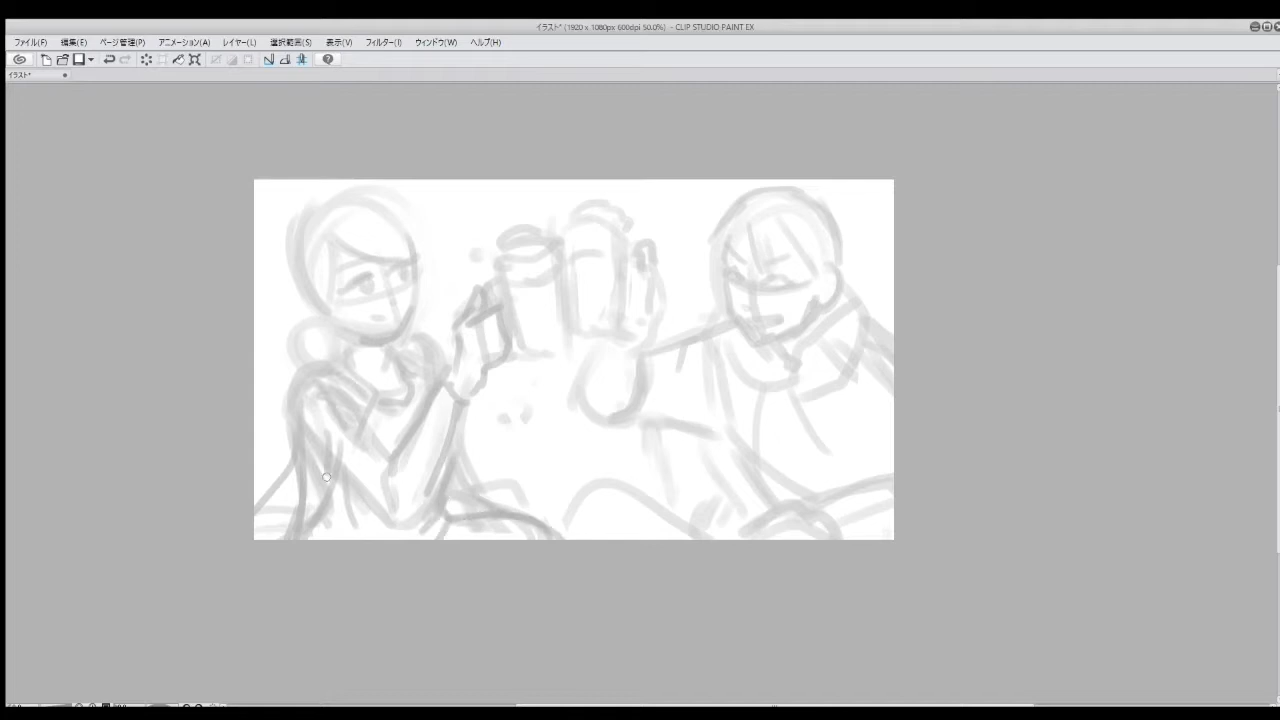 イラスト* (1920 x 1080px 600dpi 50.0%) - CLIP STUDIO PAINT EX
ファイル(F) 編集(E) ページ管理(P) アニメーション(A) レイヤー(L) 選択範囲(S) 表示(V) フィルター(I) ウィンドウ(W) ヘルプ(H)
イラスト*